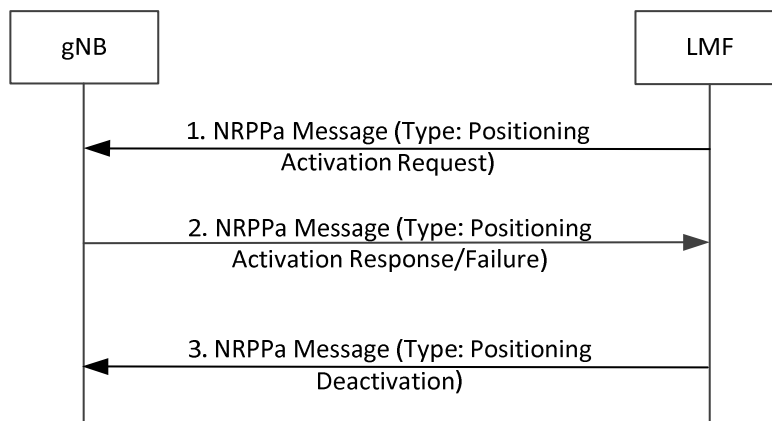 gNB
LMF
1. NRPPa Message (Type: Positioning
Activation Request)
2. NRPPa Message (Type: Positioning
Activation Response/Failure)
3. NRPPa Message (Type: Positioning
Deactivation)